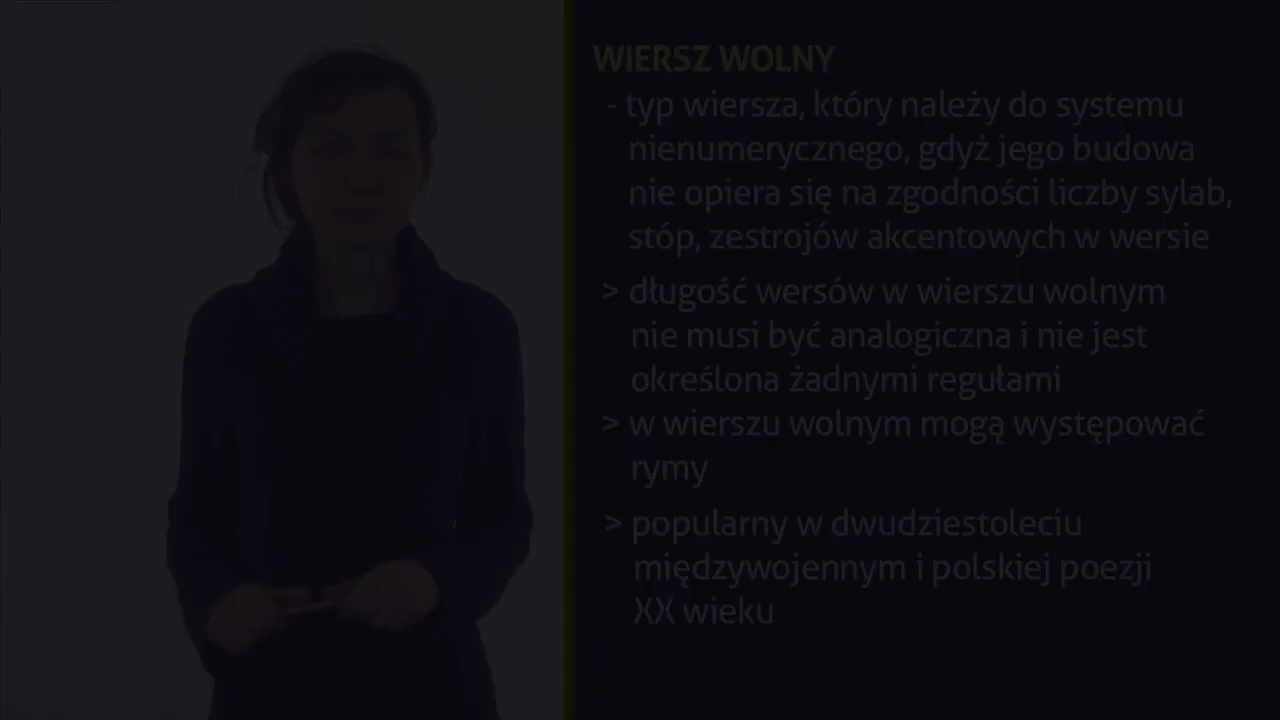 WIERSZ WOLNY
- typ wiersza, który należy do systemu
nienumerycznego, gdyż jego budowa
nie opiera się na zgodności liczby sylab,
stóp, zestrojów akcentowych w wersie
> długość wersów w wierszu wolnym
nie musi być analogiczna i nie jest
określona żadnymi regułami
> w wierszu wolnym mogą występować
rymy
> popularny w dwudziestoleciu
międzywojennym i polskiej poezji
XX wieku